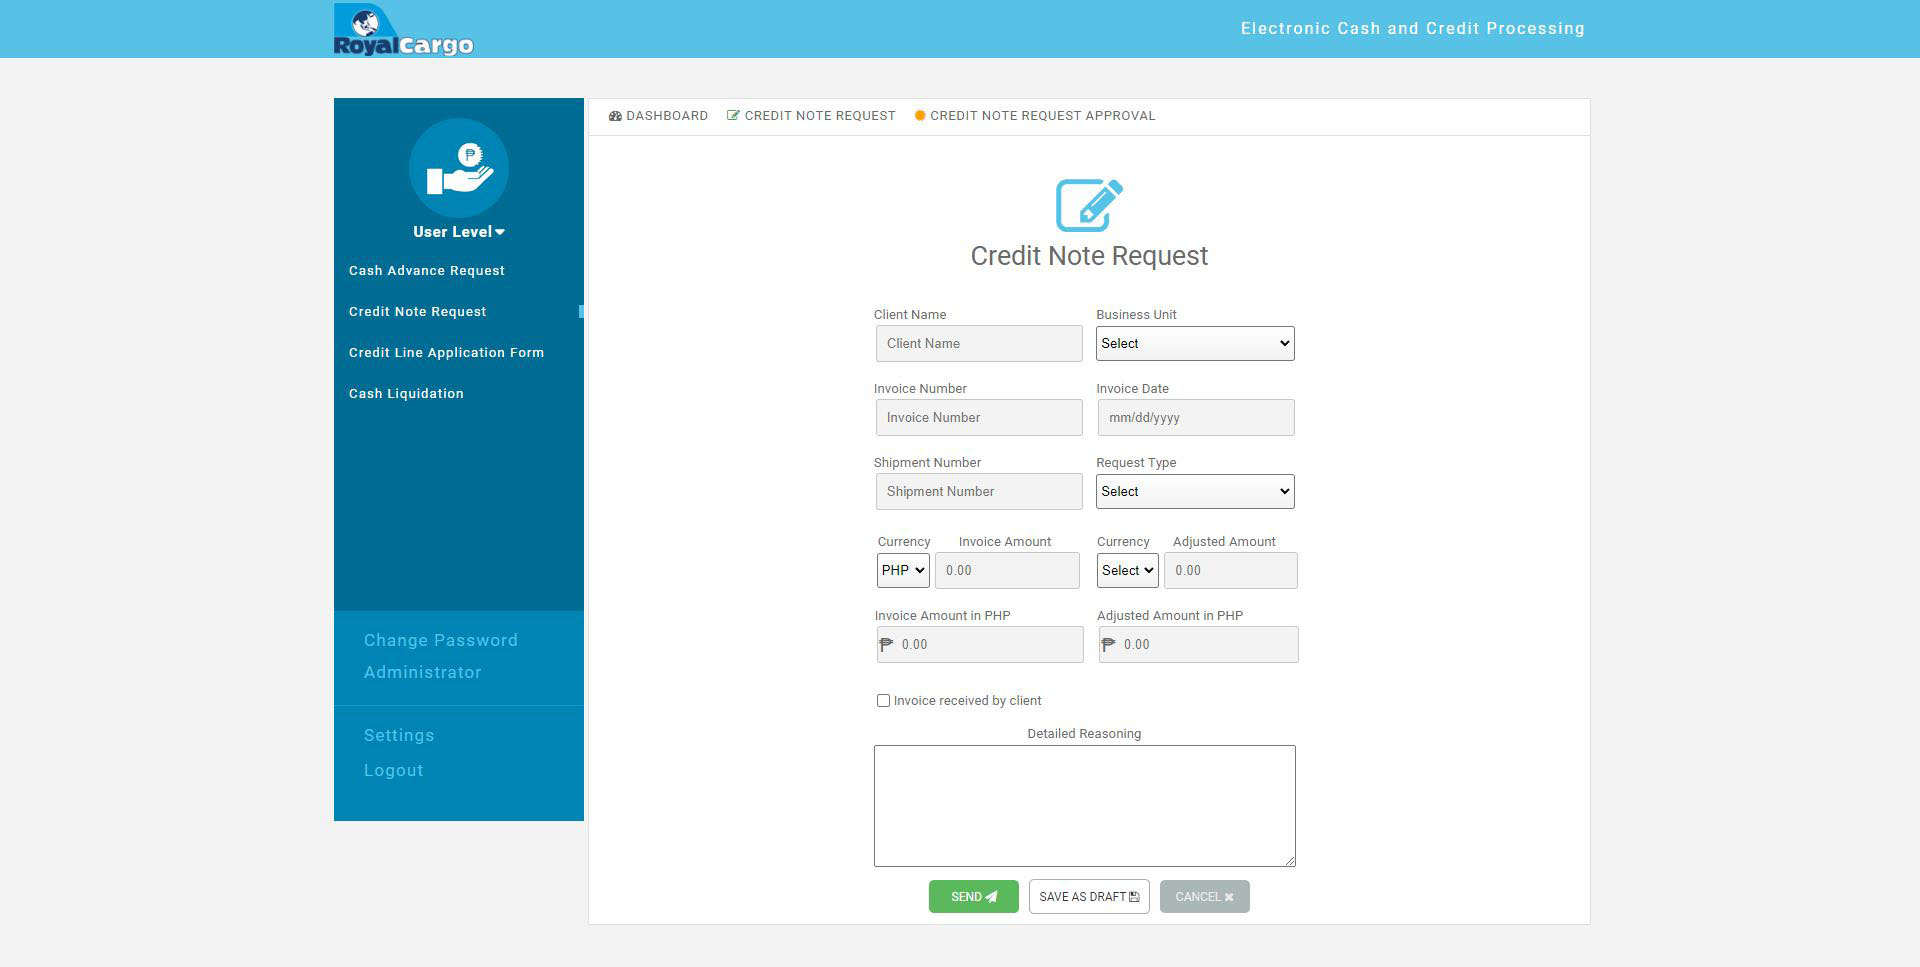 RoyalCargo
Electronic Cash and Credit Processing
DASHBOARD CREDIT NOTE REQUEST CREDIT NOTE REQUEST APPROVAL
User Level
Cash Advance Request
Credit Note Request
Credit Line Application Form
Cash Liquidation
Change Password
Administrator
Settings
Logout
Credit Note Request
Client Name Business Unit
Client Name Select
Invoice Number Invoice Date
Invoice Number mm/dd/yyyy
Shipment Number Request Type
Shipment Number Select
Currency Invoice Amount Currency Adjusted Amount
PHP 0.00 Select 0.00
Invoice Amount in PHP Adjusted Amount in PHP
₱ 0.00 ₱ 0.00
Invoice received by client
Detailed Reasoning
SEND SAVE AS DRAFT CANCEL